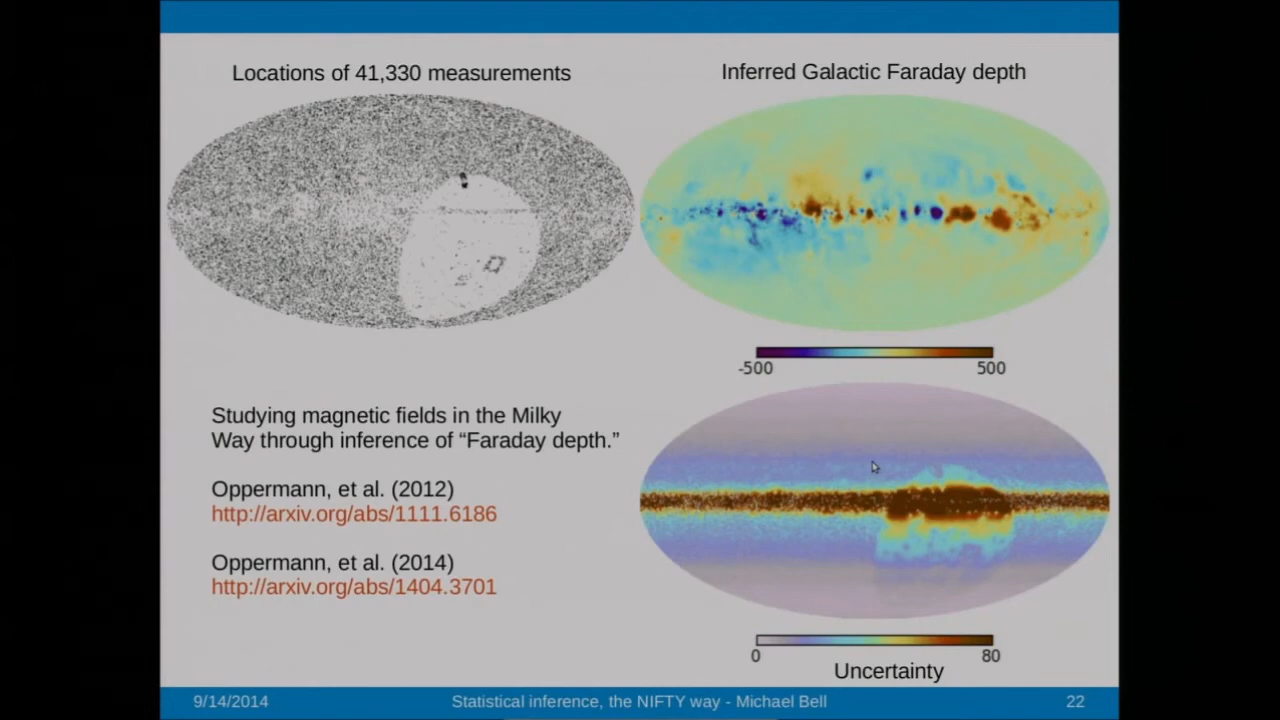 Locations of 41,330 measurements
Inferred Galactic Faraday depth
-500
500
Studying magnetic fields in the Milky
Way through inference of “Faraday depth.”
Oppermann, et al. (2012)
http://arxiv.org/abs/1111.6186
Oppermann, et al. (2014)
http://arxiv.org/abs/1404.3701
0
80
Uncertainty
9/14/2014
Statistical inference, the NIFTY way - Michael Bell
22